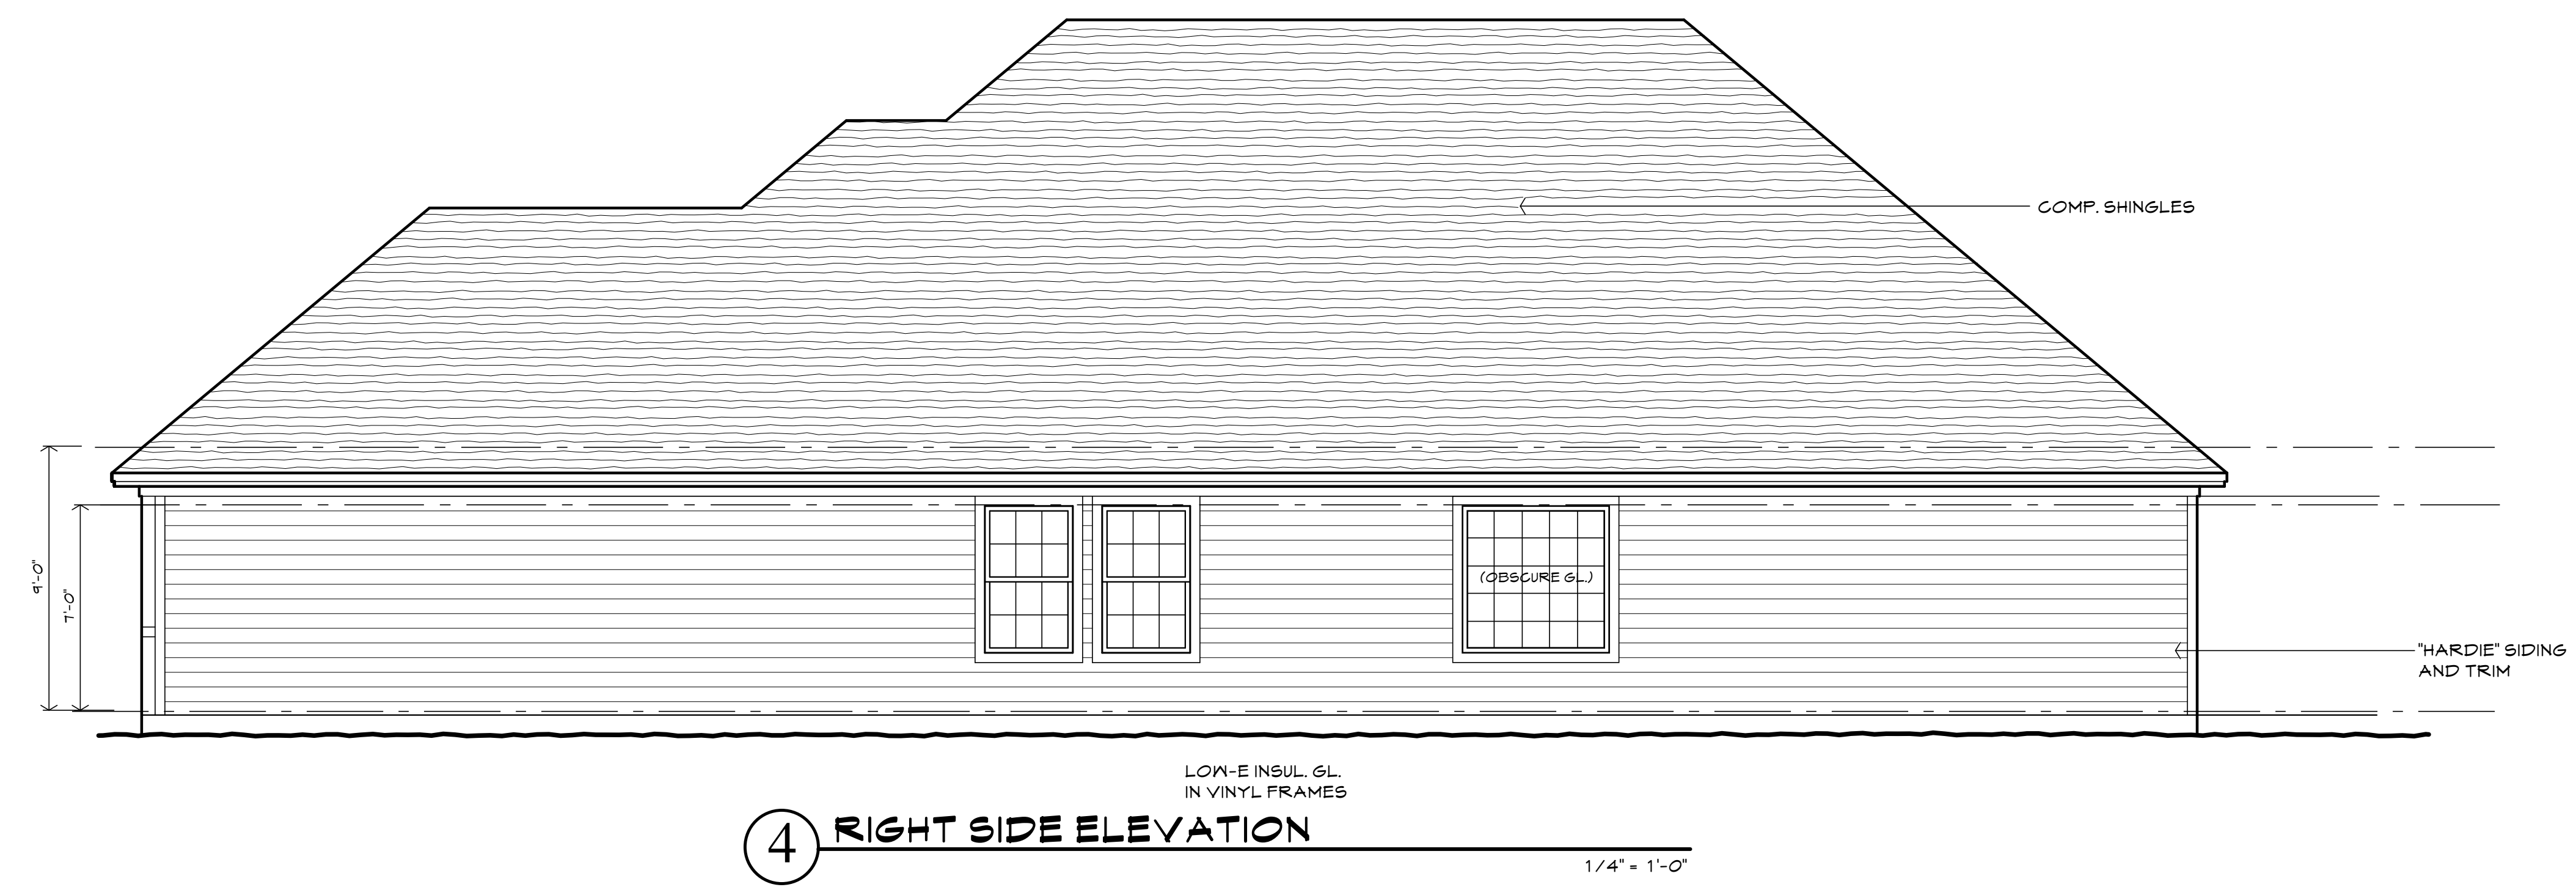 COMP. SHINGLES
9'-0"
7'-0"
(OBSCURE GL.)
"HARDIE" SIDING
AND TRIM
LOW-E INSUL. GL.
IN VINYL FRAMES
4 RIGHT SIDE ELEVATION
1/4" = 1'-0"